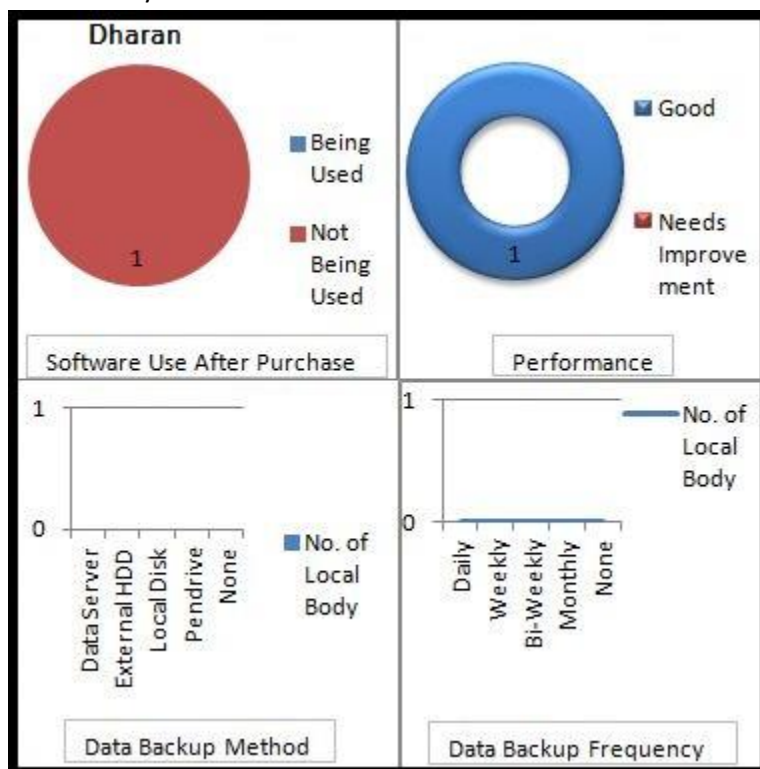 Dharan
Being
Used
Not
Being
Used
1
Software Use After Purchase
Good
Needs
Improve
ment
1
Performance
1
0
Data Server
External HDD
Local Disk
Pendrive
None
No. of
Local
Body
Data Backup Method
1
0
Daily
Weekly
Bi-Weekly
Monthly
None
No. of
Local
Body
Data Backup Frequency